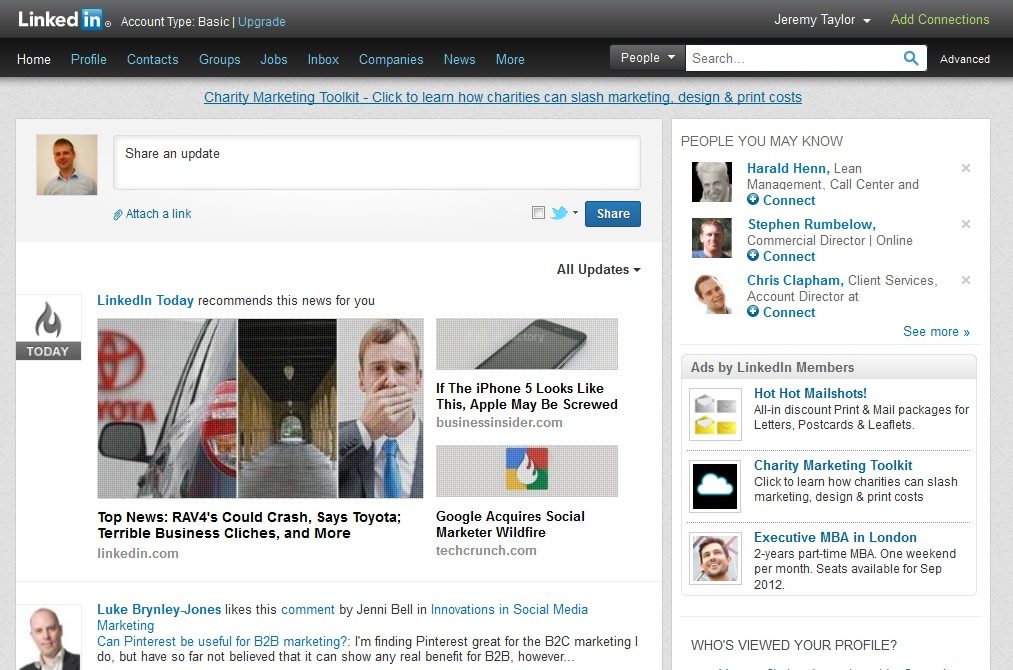 Linked in ® Account Type: Basic | Upgrade
Jeremy Taylor Add Connections
Home Profile Contacts Groups Jobs Inbox Companies News More
People Search... Advanced
Charity Marketing Toolkit - Click to learn how charities can slash marketing, design & print costs
Share an update
Attach a link
Share
All Updates
TODAY
LinkedIn Today recommends this news for you
TOYOTA
Top News: RAV4's Could Crash, Says Toyota;
Terrible Business Cliches, and More
linkedin.com
If The iPhone 5 Looks Like
This, Apple May Be Screwed
businessinsider.com
Google Acquires Social
Marketer Wildfire
techcrunch.com
Luke Brynley-Jones likes this comment by Jenni Bell in Innovations in Social Media
Marketing
Can Pinterest be useful for B2B marketing?: I'm finding Pinterest great for the B2C marketing I
do, but have so far not believed that it can show any real benefit for B2B, however...
PEOPLE YOU MAY KNOW
Harald Henn, Lean
Management, Call Center and
Connect
Stephen Rumbelow,
Commercial Director | Online
Connect
Chris Clapham, Client Services,
Account Director at
Connect
See more »
Ads by LinkedIn Members
Hot Hot Mailshots!
All-in discount Print & Mail packages for
Letters, Postcards & Leaflets.
Charity Marketing Toolkit
Click to learn how charities can slash
marketing, design & print costs
Executive MBA in London
2-years part-time MBA. One weekend
per month. Seats available for Sep
2012.
WHO'S VIEWED YOUR PROFILE?